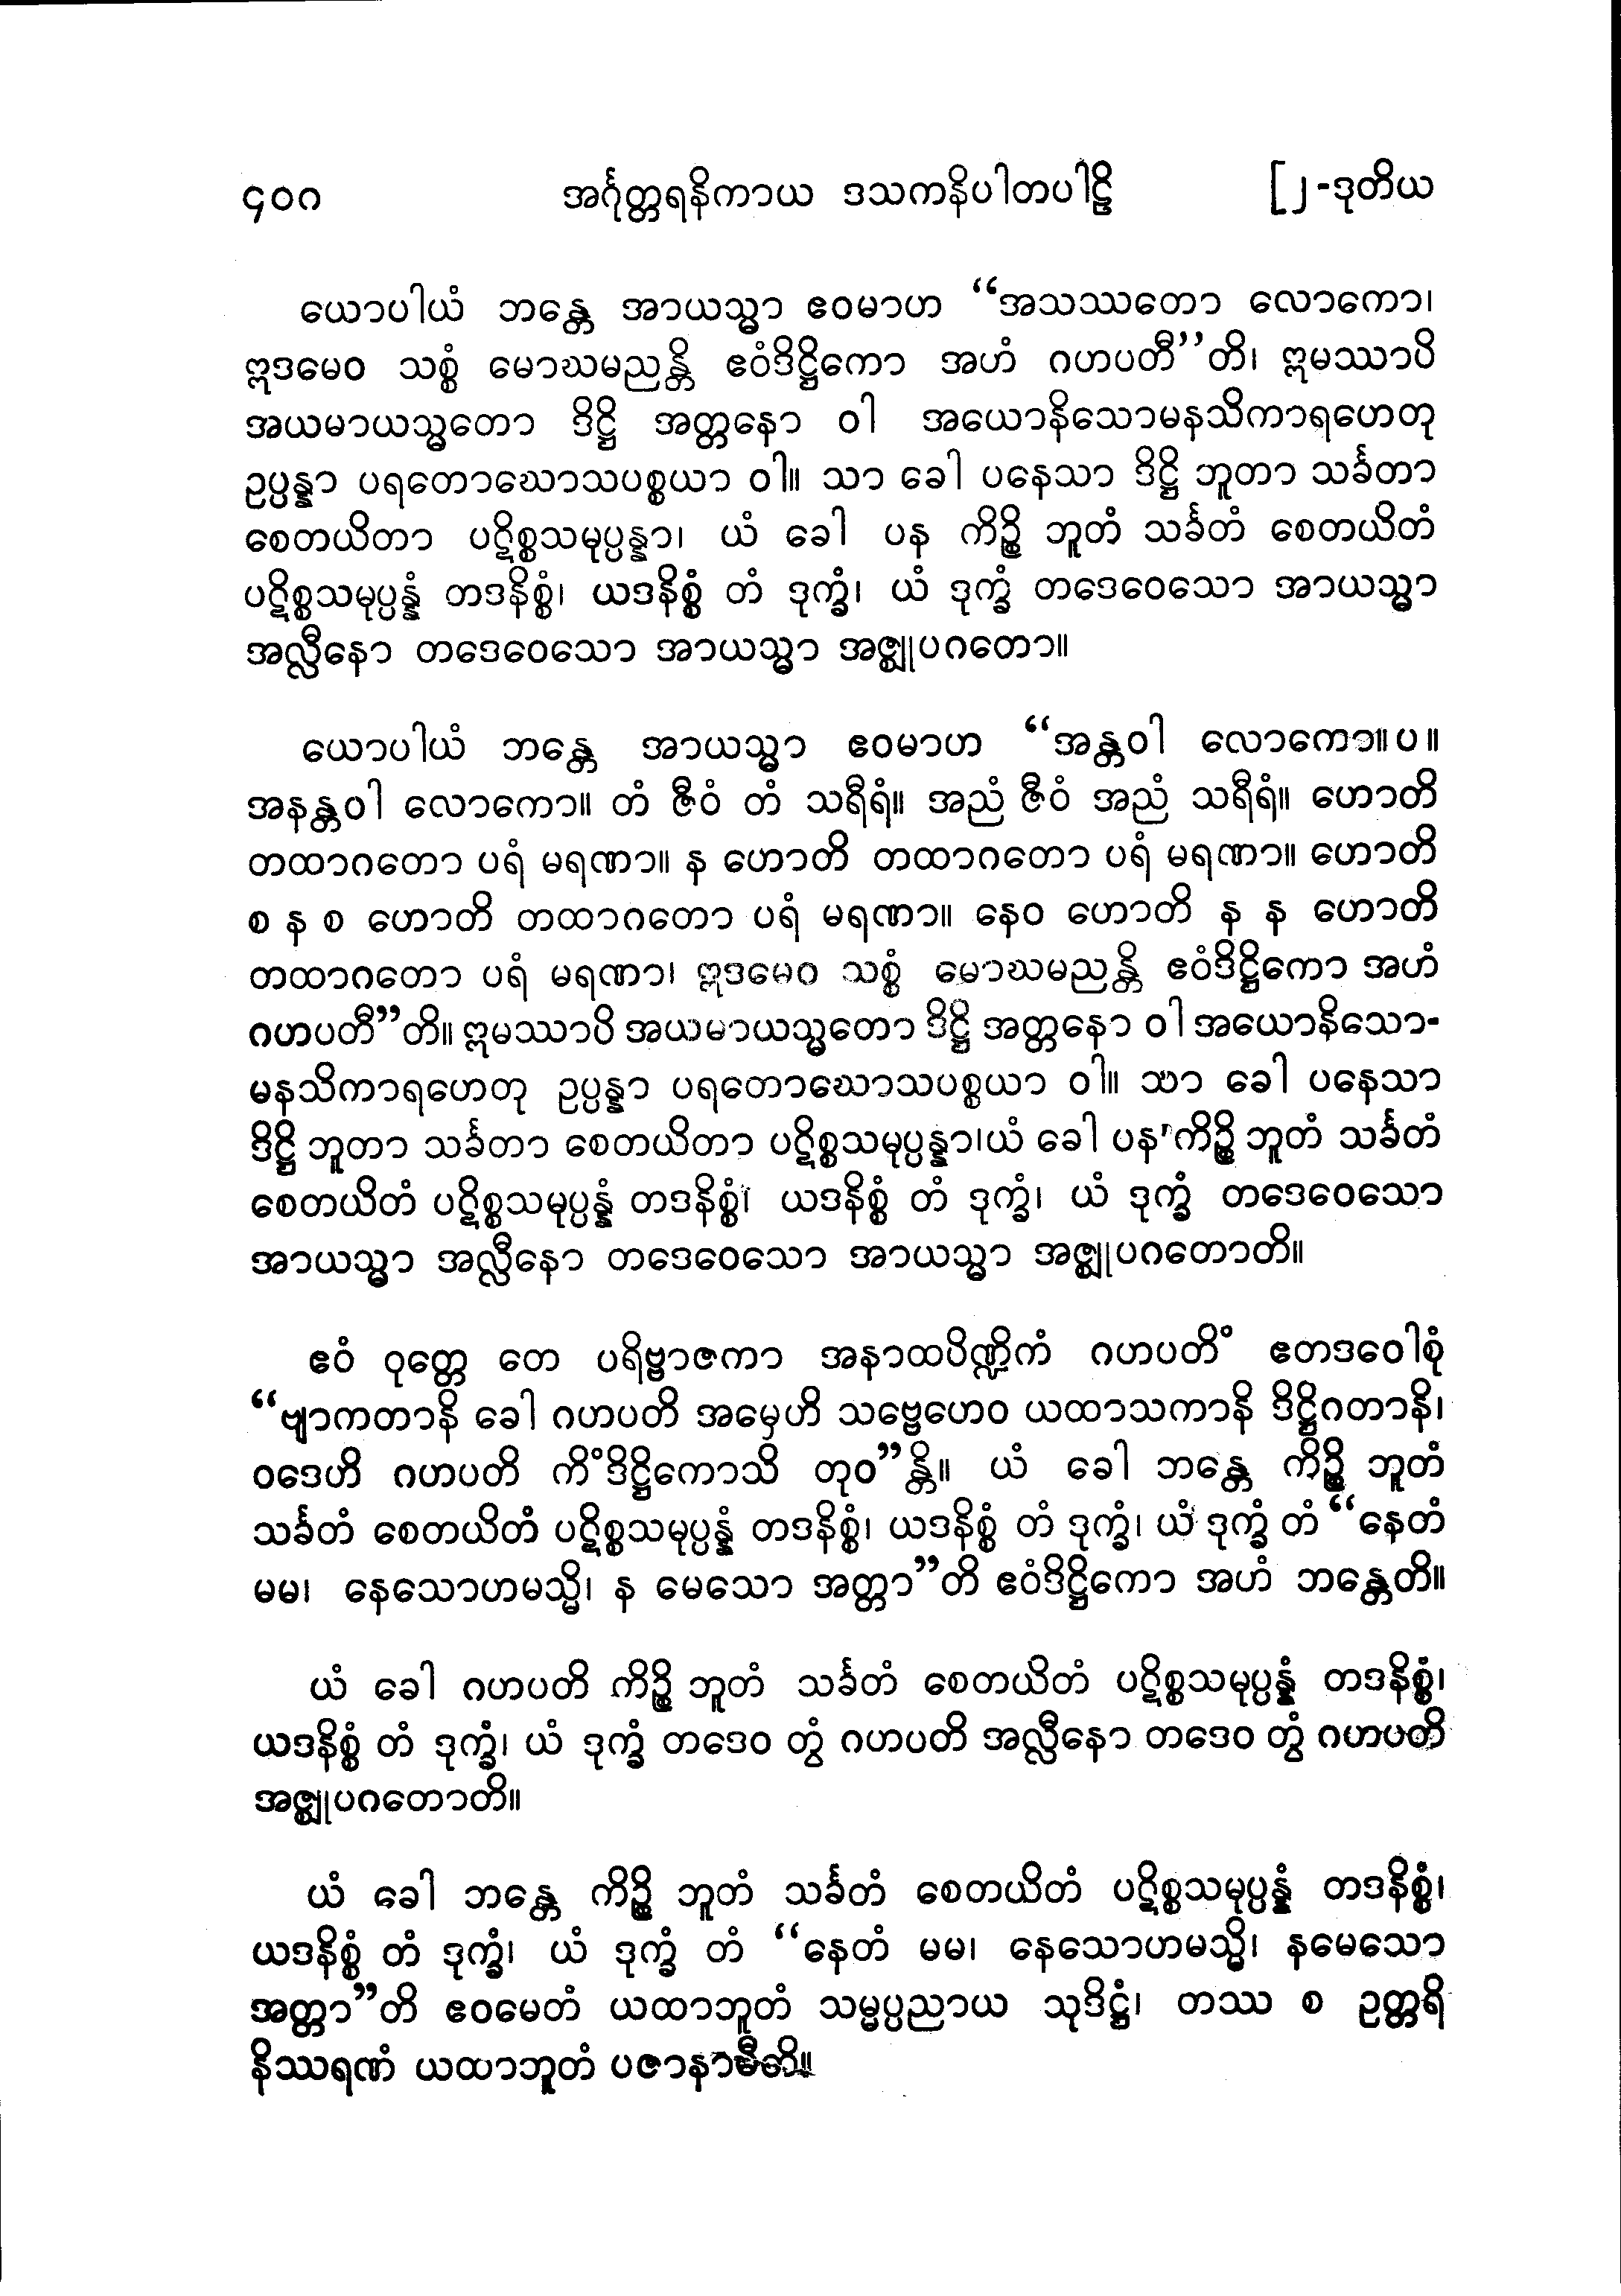 ၄၀၈ အင်္ဂုတ္တရနိကာယ ဒသကနိပါတပါဠိ [၂-ဒုတိယ
ယောပါယံ ဘန္တေ အာယသ္မာ ဧဝမာဟ “အသဿတော လောကော၊
ဣဒမေဝ သစ္စံ မောဃမညန္တိ ဧဝံဒိဋ္ဌိကော အဟံ ဂဟပတီ”တိ၊ ဣမဿာပိ
အယမာယသ္မတော ဒိဋ္ဌိ အတ္တနော ဝါ အယောနိသောမနသိကာရဟေတု
ဥပ္ပန္နာ ပရတောဃောသပစ္စယာ ဝါ။ သာ ခေါ ပနေသာ ဒိဋ္ဌိ ဘူတာ သင်္ခတာ
စေတယိတာ ပဋိစ္စသမုပ္ပန္နာ၊ ယံ ခေါ ပန ကိဉ္စိ ဘူတံ သင်္ခတံ စေတယိတံ
ပဋိစ္စသမုပ္ပန္နံ တဒနိစ္စံ၊ ယဒနိစ္စံ တံ ဒုက္ခံ၊ ယံ ဒုက္ခံ တဒေဝေသော အာယသ္မာ
အလ္လီနော တဒေဝေသော အာယသ္မာ အဇ္ဈုပဂတော။
ယောပါယံ ဘန္တေ အာယသ္မာ ဧဝမာဟ “အန္တဝါ လောကော။ပ။
အနန္တဝါ လောကော။ တံ ဇီဝံ တံ သရီရံ။ အညံ ဇီဝံ အညံ သရီရံ။ ဟောတိ
တထာဂတော ပရံ မရဏာ။ န ဟောတိ တထာဂတော ပရံ မရဏာ။ ဟောတိ
စ န စ ဟောတိ တထာဂတော ပရံ မရဏာ။ နေဝ ဟောတိ န န ဟောတိ
တထာဂတော ပရံ မရဏာ၊ ဣဒမေဝ သစ္စံ မောဃမညန္တိ ဧဝံဒိဋ္ဌိကော အဟံ
ဂဟပတီ”တိ။ ဣမဿာပိ အယမာယသ္မတော ဒိဋ္ဌိ အတ္တနော ဝါ အယောနိသော-
မနသိကာရဟေတု ဥပ္ပန္နာ ပရတောဃောသပစ္စယာ ဝါ။ သာ ခေါ ပနေသာ
ဒိဋ္ဌိ ဘူတာ သင်္ခတာ စေတယိတာ ပဋိစ္စသမုပ္ပန္နာ၊ယံ ခေါ ပန ကိဉ္စိ ဘူတံ သင်္ခတံ
စေတယိတံ ပဋိစ္စသမုပ္ပန္နံ တဒနိစ္စံ၊ ယဒနိစ္စံ တံ ဒုက္ခံ၊ ယံ ဒုက္ခံ တဒေဝေသော
အာယသ္မာ အလ္လီနော တဒေဝေသော အာယသ္မာ အဇ္ဈုပဂတောတိ။
ဧဝံ ဝုတ္တေ တေ ပရိဗ္ဗာဇကာ အနာထပိဏ္ဍိကံ ဂဟပတိံ ဧတဒဝေါစုံ
“ဗျာကတာနိ ခေါ ဂဟပတိ အမှေဟိ သဗ္ဗေဟေဝ ယထာသကာနိ ဒိဋ္ဌိဂတာနိ၊
ဝဒေဟိ ဂဟပတိ ကိံဒိဋ္ဌိကောသိ တုဝ”န္တိ။ ယံ ခေါ ဘန္တေ ကိဉ္စိ ဘူတံ
သင်္ခတံ စေတယိတံ ပဋိစ္စသမုပ္ပန္နံ တဒနိစ္စံ၊ ယဒနိစ္စံ တံ ဒုက္ခံ၊ ယံ ဒုက္ခံ တံ “နေတံ
မမ၊ နေသောဟမသ္မိ၊ န မေသော အတ္တာ”တိ ဧဝံဒိဋ္ဌိကော အဟံ ဘန္တေတိ။
ယံ ခေါ ဂဟပတိ ကိဉ္စိ ဘူတံ သင်္ခတံ စေတယိတံ ပဋိစ္စသမုပ္ပန္နံ တဒနိစ္စံ၊
ယဒနိစ္စံ တံ ဒုက္ခံ၊ ယံ ဒုက္ခံ တဒေဝ တွံ ဂဟပတိ အလ္လီနော တဒေဝ တွံ ဂဟပတိ
အဇ္ဈုပဂတောတိ။
ယံ ခေါ ဘန္တေ ကိဉ္စိ ဘူတံ သင်္ခတံ စေတယိတံ ပဋိစ္စသမုပ္ပန္နံ တဒနိစ္စံ၊
ယဒနိစ္စံ တံ ဒုက္ခံ၊ ယံ ဒုက္ခံ တံ “နေတံ မမ၊ နေသောဟမသ္မိ၊ နမေသော
အတ္တာ”တိ ဧဝမေတံ ယထာဘူတံ သမ္မပ္ပညာယ သုဒိဋ္ဌံ၊ တဿ စ ဥတ္တရိ
နိဿရဏံ ယထာဘူတံ ပဇာနာမီတိ။